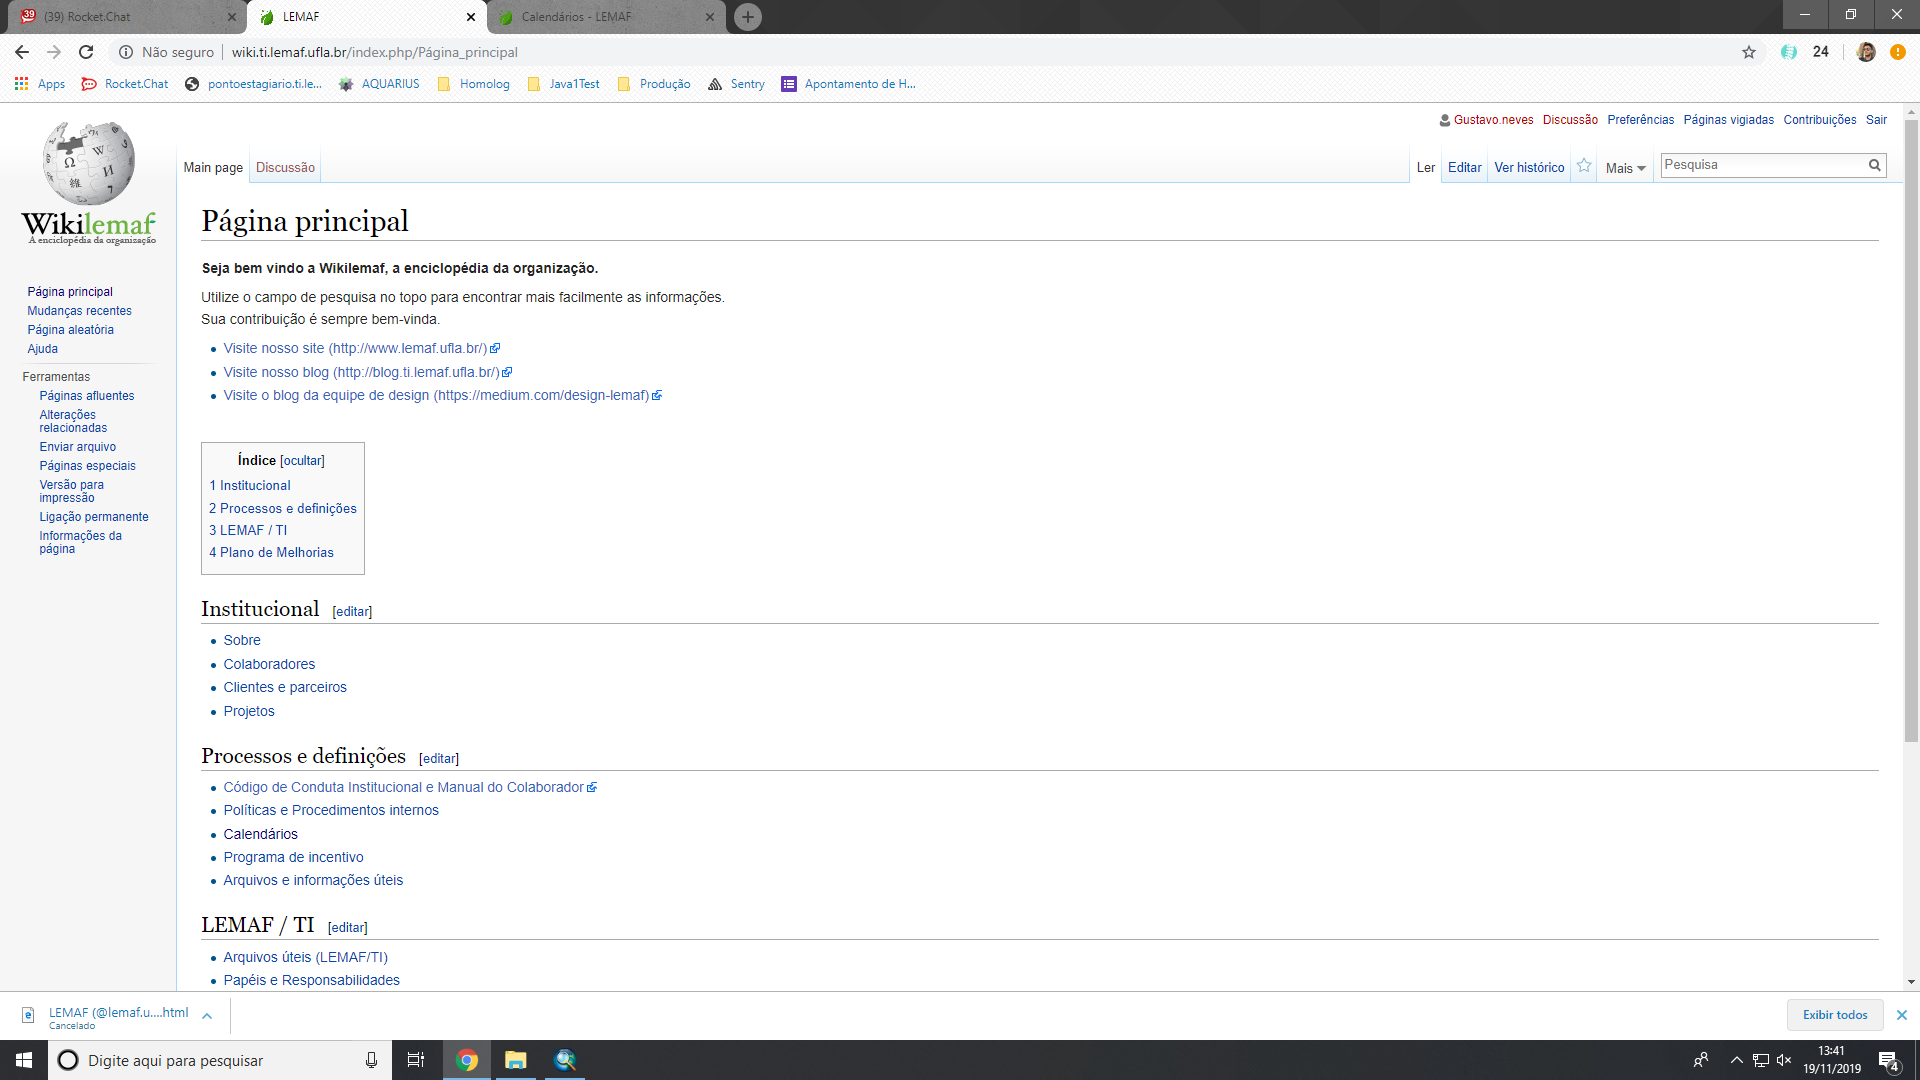 (39) Rocket.Chat
LEMAF
Calendários - LEMAF
Não seguro
wiki.ti.lemaf.ufla.br/index.php/Página_principal
24
Apps
Rocket.Chat
pontoestagiario.ti.le...
AQUARIUS
Homolog
Java1Test
Produção
Sentry
Apontamento de H...
Gustavo.neves Discussão Preferências Páginas vigiadas Contribuições Sair
Main page Discussão
Ler Editar Ver histórico Mais Pesquisa
Wikilemaf
A enciclopédia da organização
Página principal
Mudanças recentes
Página aleatória
Ajuda
Ferramentas
Páginas afluentes
Alterações
relacionadas
Enviar arquivo
Páginas especiais
Versão para
impressão
Ligação permanente
Informações da
página
Página principal
Seja bem vindo a Wikilemaf, a enciclopédia da organização.
Utilize o campo de pesquisa no topo para encontrar mais facilmente as informações.
Sua contribuição é sempre bem-vinda.
Visite nosso site (http://www.lemaf.ufla.br/)
Visite nosso blog (http://blog.ti.lemaf.ufla.br/)
Visite o blog da equipe de design (https://medium.com/design-lemaf)
Índice [ocultar]
1 Institucional
2 Processos e definições
3 LEMAF / TI
4 Plano de Melhorias
Institucional [editar]
Sobre
Colaboradores
Clientes e parceiros
Projetos
Processos e definições [editar]
Código de Conduta Institucional e Manual do Colaborador
Políticas e Procedimentos internos
Calendários
Programa de incentivo
Arquivos e informações úteis
LEMAF / TI [editar]
Arquivos úteis (LEMAF/TI)
Papéis e Responsabilidades
LEMAF (@lemaf.u....html
Cancelado
Exibir todos
Digite aqui para pesquisar
13:41
19/11/2019
4